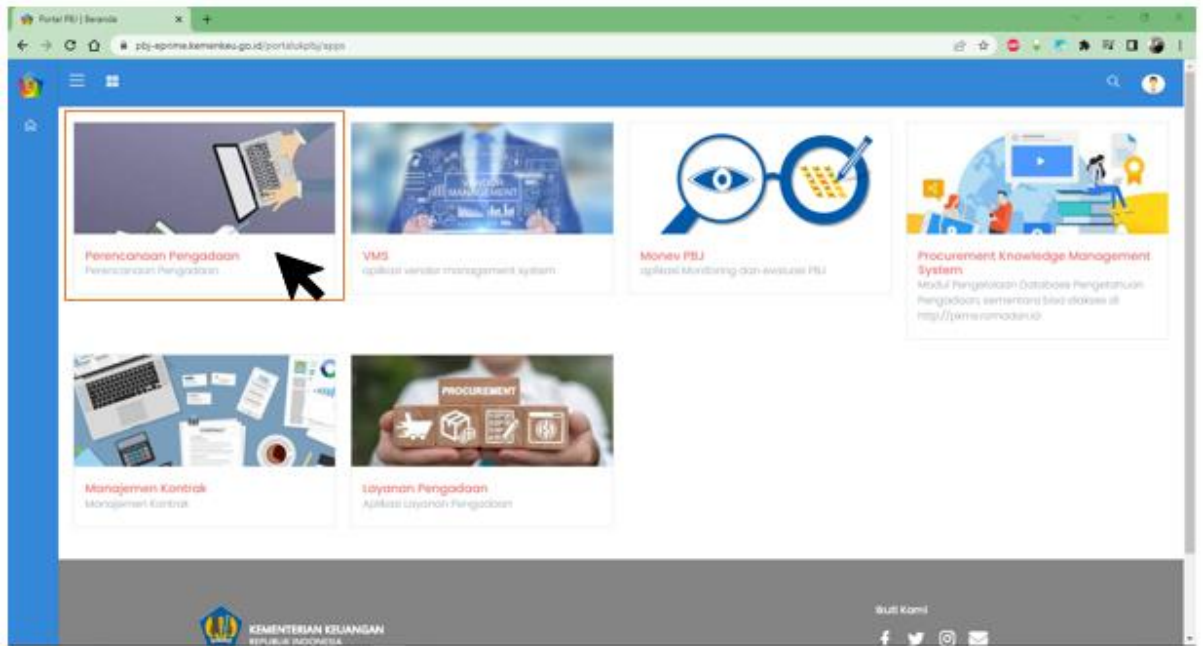 Portal PBJ | Beranda
pbj-eprime.kemenkeu.go.id/portalukpbj/apps
VENDOR
MANAGEMENT
Perencanaan Pengadaan
Perencanaan Pengadaan
VMS
aplikasi vendor management system
Monev PBJ
aplikasi Monitoring dan evaluasi PBJ
Procurement Knowledge Management
System
Modul Pengelolaan Database Pengetahuan
Pengadaan, sementara bisa diakses di
PROCUREMENT
Manajemen Kontrak
Manajemen Kontrak
Layanan Pengadaan
Aplikasi Layanan Pengadaan
KEMENTERIAN KEUANGAN
REPUBLIK INDONESIA
Ikuti Kami